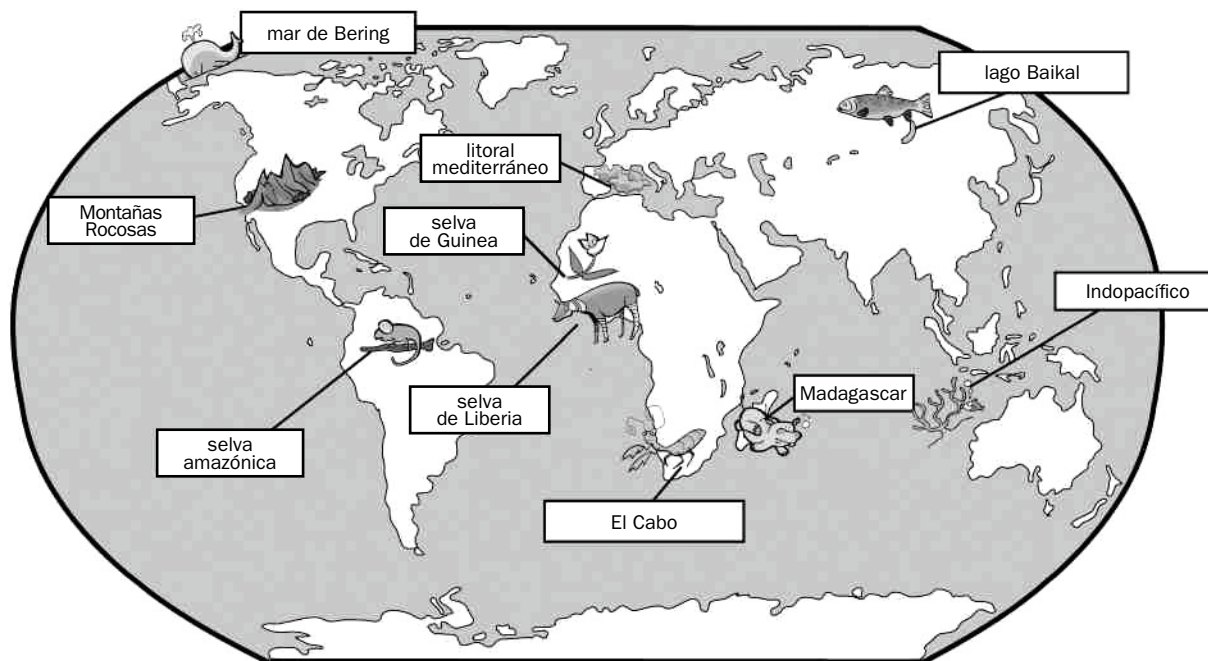 mar de Bering
lago Baikal
litoral
mediterráneo
Montañas
Rocosas
selva
de Guinea
Indopacífico
Madagascar
selva
de Liberia
selva
amazónica
El Cabo